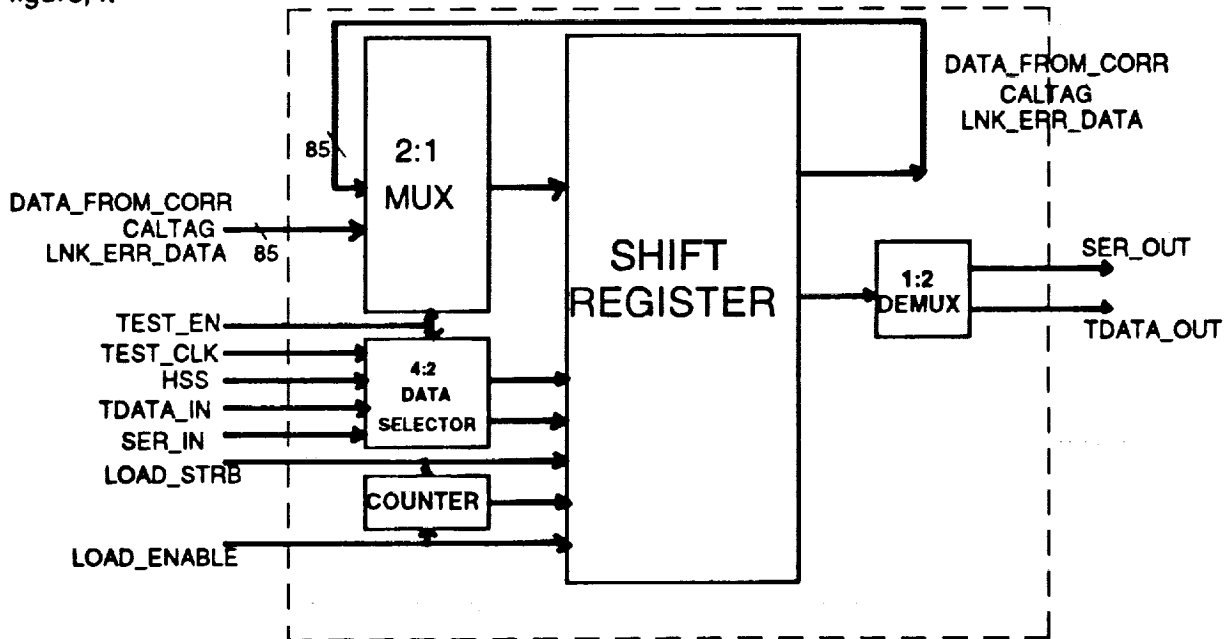 figure, it
DATA_FROM_CORR
CALTAG
LNK_ERR_DATA
85
2:1
MUX
DATA_FROM_CORR
CALTAG
LNK_ERR_DATA
85
SHIFT
REGISTER
1:2
DEMUX
SER_OUT
TDATA_OUT
TEST_EN
TEST_CLK
HSS
TDATA_IN
SER_IN
LOAD_STRB
LOAD_ENABLE
4:2
DATA
SELECTOR
COUNTER